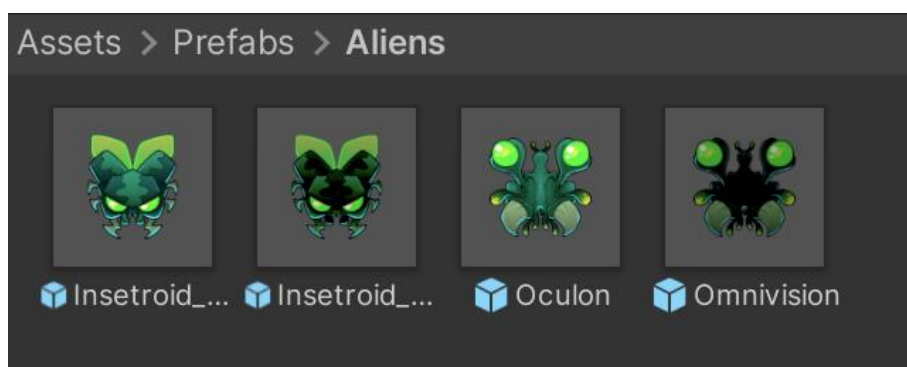 Assets > Prefabs > Aliens
Insetroid_... Insetroid_... Oculon Omnivision